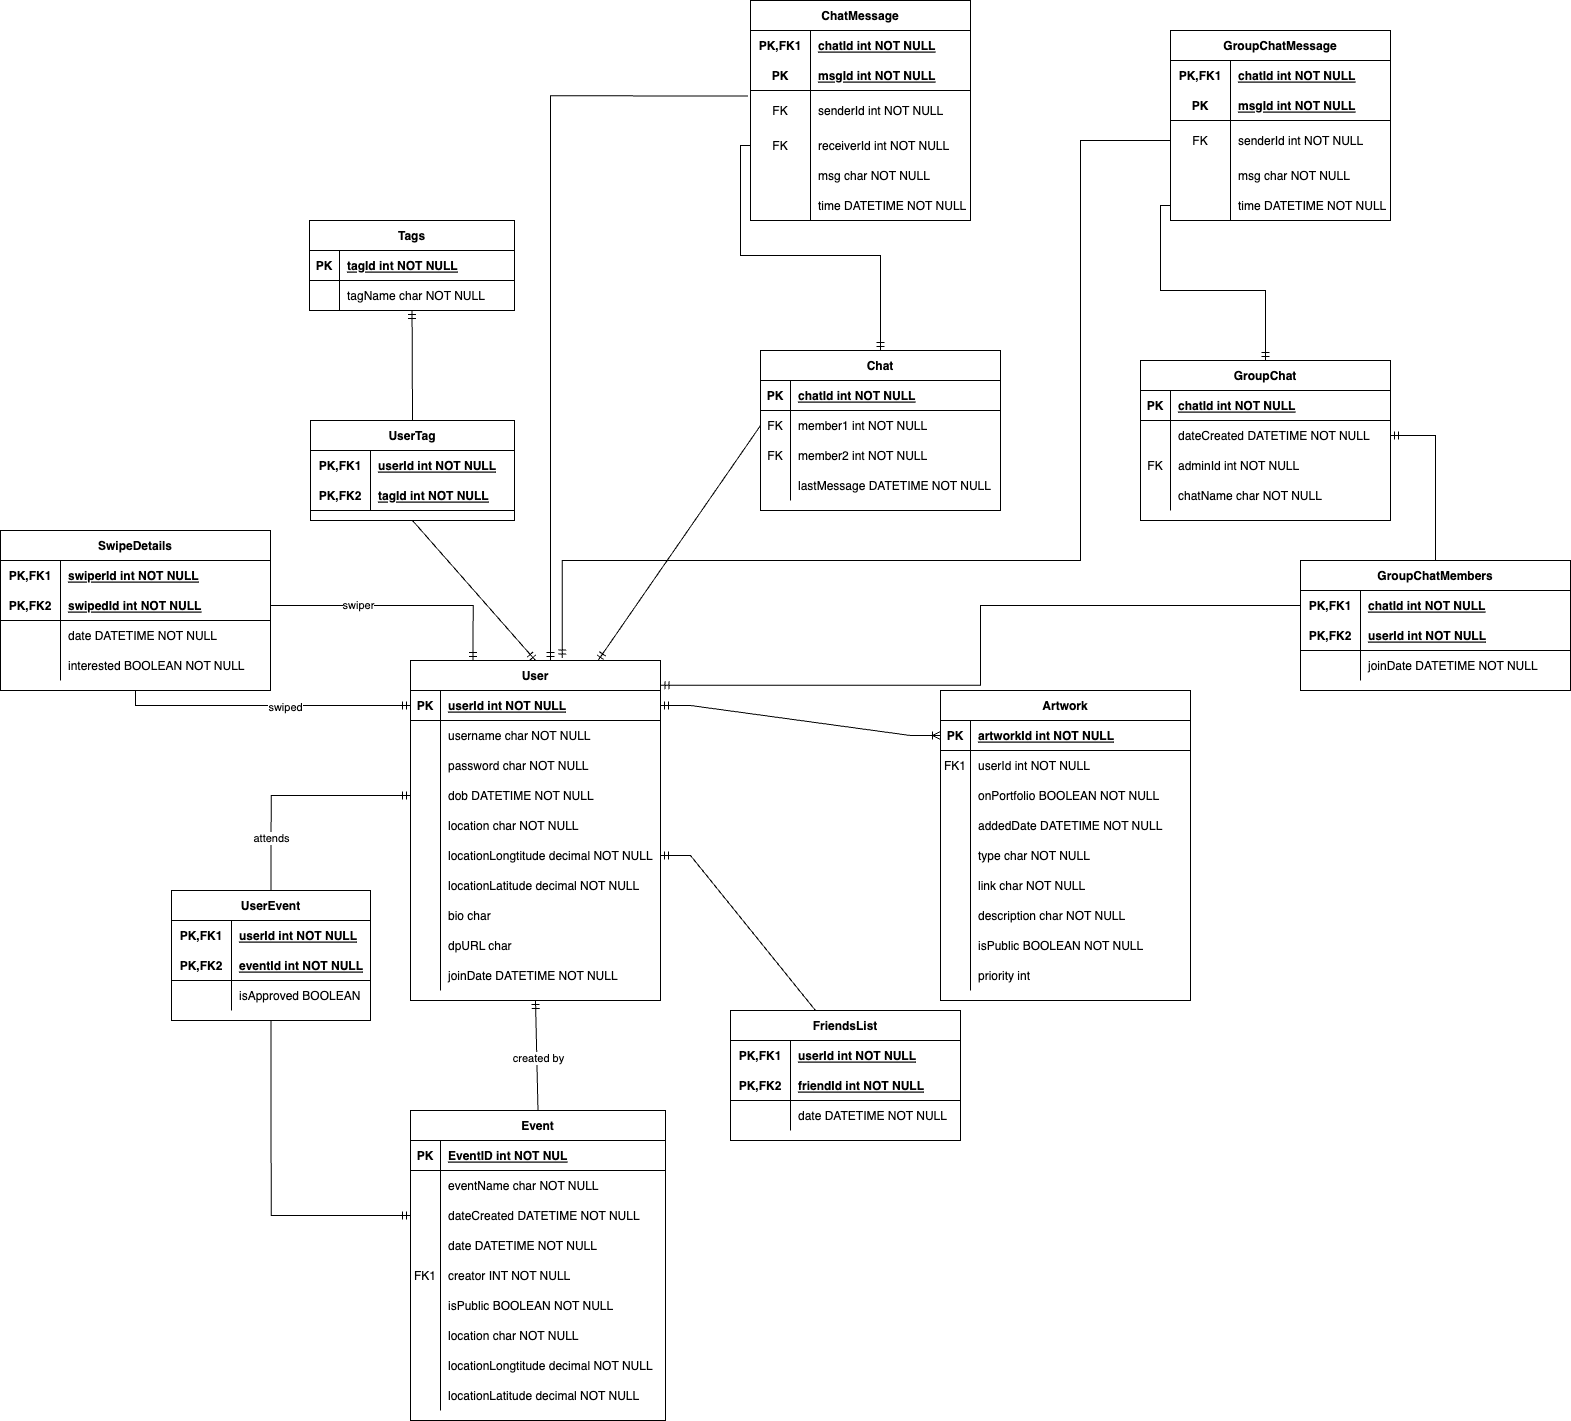 ChatMessage
PK,FK1 chatId int NOT NULL
PK msgId int NOT NULL
FK senderId int NOT NULL
FK receiverId int NOT NULL
msg char NOT NULL
time DATETIME NOT NULL
GroupChatMessage
PK,FK1 chatId int NOT NULL
PK msgId int NOT NULL
FK senderId int NOT NULL
msg char NOT NULL
time DATETIME NOT NULL
Tags
PK tagId int NOT NULL
tagName char NOT NULL
Chat
PK chatId int NOT NULL
FK member1 int NOT NULL
FK member2 int NOT NULL
lastMessage DATETIME NOT NULL
GroupChat
PK chatId int NOT NULL
dateCreated DATETIME NOT NULL
FK adminId int NOT NULL
chatName char NOT NULL
UserTag
PK,FK1 userId int NOT NULL
PK,FK2 tagId int NOT NULL
SwipeDetails
PK,FK1 swiperId int NOT NULL
PK,FK2 swipedId int NOT NULL
date DATETIME NOT NULL
interested BOOLEAN NOT NULL
swiper
swiped
GroupChatMembers
PK,FK1 chatId int NOT NULL
PK,FK2 userId int NOT NULL
joinDate DATETIME NOT NULL
User
PK userId int NOT NULL
username char NOT NULL
password char NOT NULL
dob DATETIME NOT NULL
location char NOT NULL
locationLongtitude decimal NOT NULL
locationLatitude decimal NOT NULL
bio char
dpURL char
joinDate DATETIME NOT NULL
Artwork
PK artworkId int NOT NULL
FK1 userId int NOT NULL
onPortfolio BOOLEAN NOT NULL
addedDate DATETIME NOT NULL
type char NOT NULL
link char NOT NULL
description char NOT NULL
isPublic BOOLEAN NOT NULL
priority int
attends
UserEvent
PK,FK1 userId int NOT NULL
PK,FK2 eventId int NOT NULL
isApproved BOOLEAN
created by
FriendsList
PK,FK1 userId int NOT NULL
PK,FK2 friendId int NOT NULL
date DATETIME NOT NULL
Event
PK EventID int NOT NUL
eventName char NOT NULL
dateCreated DATETIME NOT NULL
date DATETIME NOT NULL
FK1 creator INT NOT NULL
isPublic BOOLEAN NOT NULL
location char NOT NULL
locationLongtitude decimal NOT NULL
locationLatitude decimal NOT NULL